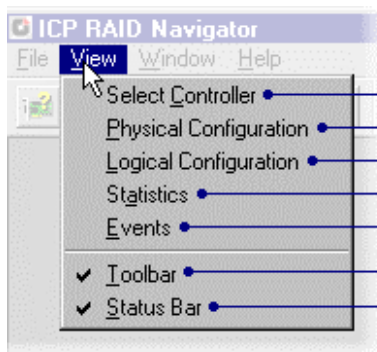 ICP RAID Navigator
File View Window Help
Select Controller
Physical Configuration
Logical Configuration
Statistics
Events
Toolbar
Status Bar